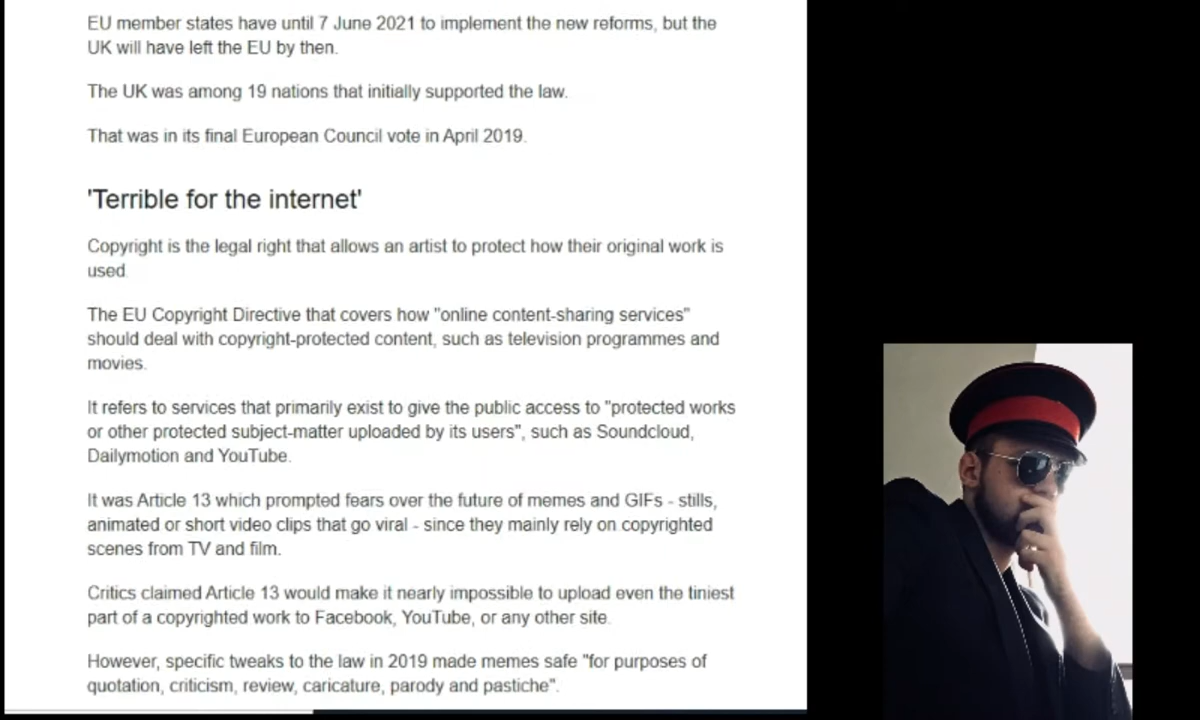 EU member states have until 7 June 2021 to implement the new reforms, but the
UK will have left the EU by then.
The UK was among 19 nations that initially supported the law.
That was in its final European Council vote in April 2019.
'Terrible for the internet'
Copyright is the legal right that allows an artist to protect how their original work is
used.
The EU Copyright Directive that covers how "online content-sharing services"
should deal with copyright-protected content, such as television programmes and
movies.
It refers to services that primarily exist to give the public access to "protected works
or other protected subject-matter uploaded by its users", such as Soundcloud,
Dailymotion and YouTube.
It was Article 13 which prompted fears over the future of memes and GIFs - stills,
animated or short video clips that go viral - since they mainly rely on copyrighted
scenes from TV and film.
Critics claimed Article 13 would make it nearly impossible to upload even the tiniest
part of a copyrighted work to Facebook, YouTube, or any other site.
However, specific tweaks to the law in 2019 made memes safe "for purposes of
quotation, criticism, review, caricature, parody and pastiche".